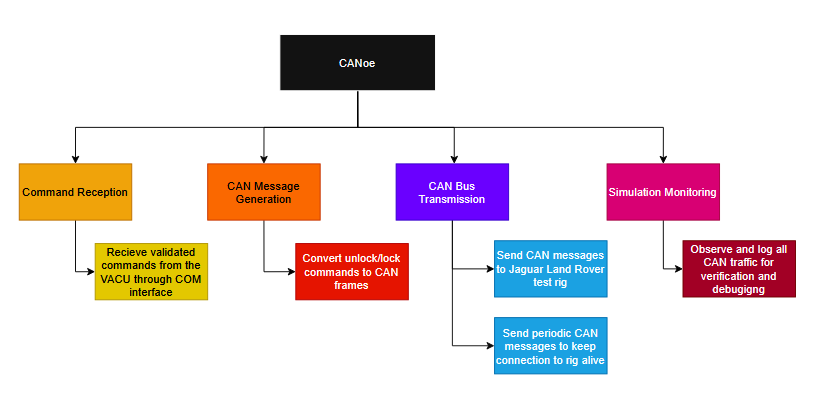 CANoe
Command Reception
CAN Message
Generation
CAN Bus
Transmission
Simulation Monitoring
Recieve validated
commands from the
VACU through COM
interface
Convert unlock/lock
commands to CAN
frames
Send CAN messages
to Jaguar Land Rover
test rig
Observe and log all
CAN traffic for
verification and
debugigng
Send periodic CAN
messages to keep
connection to rig alive